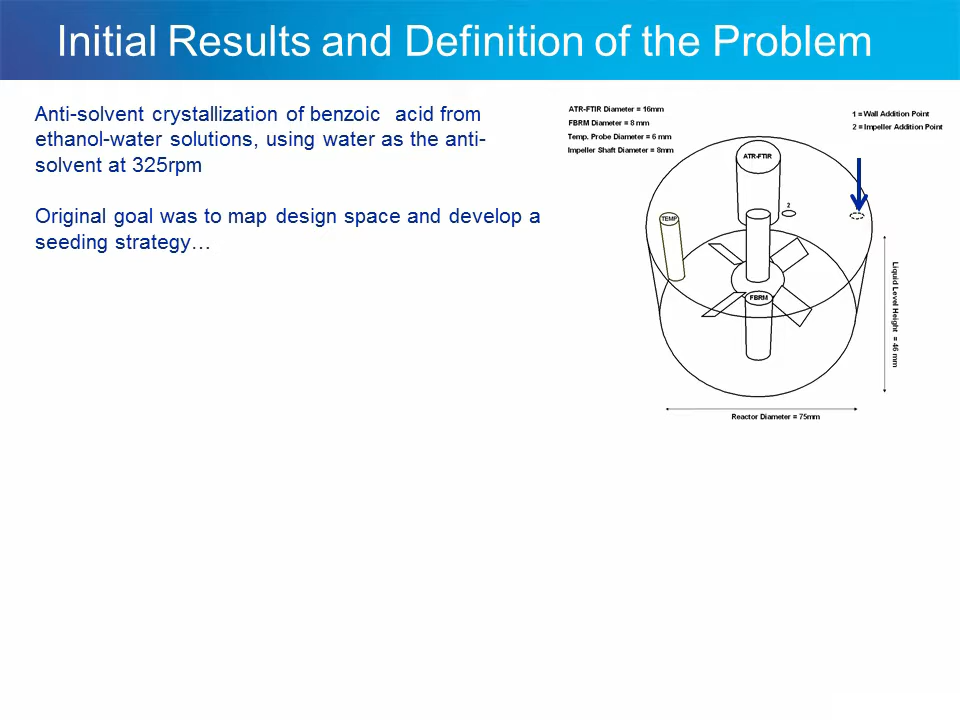 Initial Results and Definition of the Problem
Anti-solvent crystallization of benzoic acid from
ethanol-water solutions, using water as the anti-
solvent at 325rpm
Original goal was to map design space and develop a
seeding strategy…
ATR-FTIR Diameter = 16mm
FBRM Diameter = 8 mm
Temp. Probe Diameter = 6 mm
Impeller Shaft Diameter = 8mm
1 = Wall Addition Point
2 = Impeller Addition Point
ATR-FTIR
2
TEMP
FBRM
Liquid Level Height = 46 mm
Reactor Diameter = 75mm